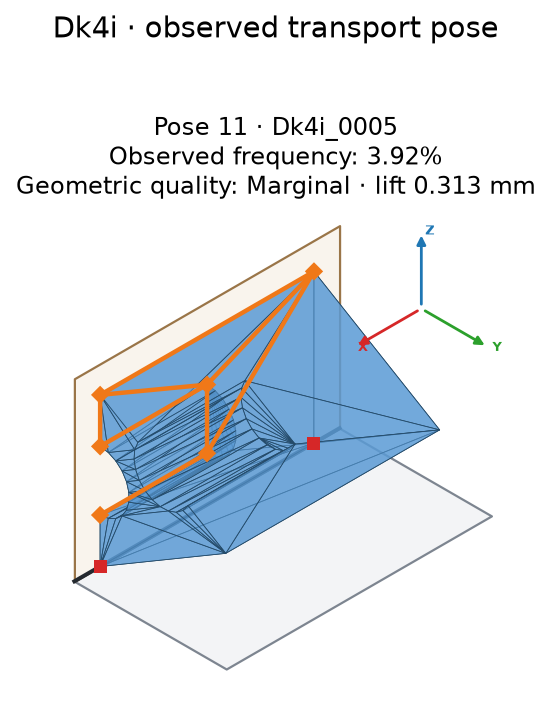 Dk4i · observed transport pose
Pose 11 · Dk4i_0005
Observed frequency: 3.92%
Geometric quality: Marginal · lift 0.313 mm
Z
X
Y